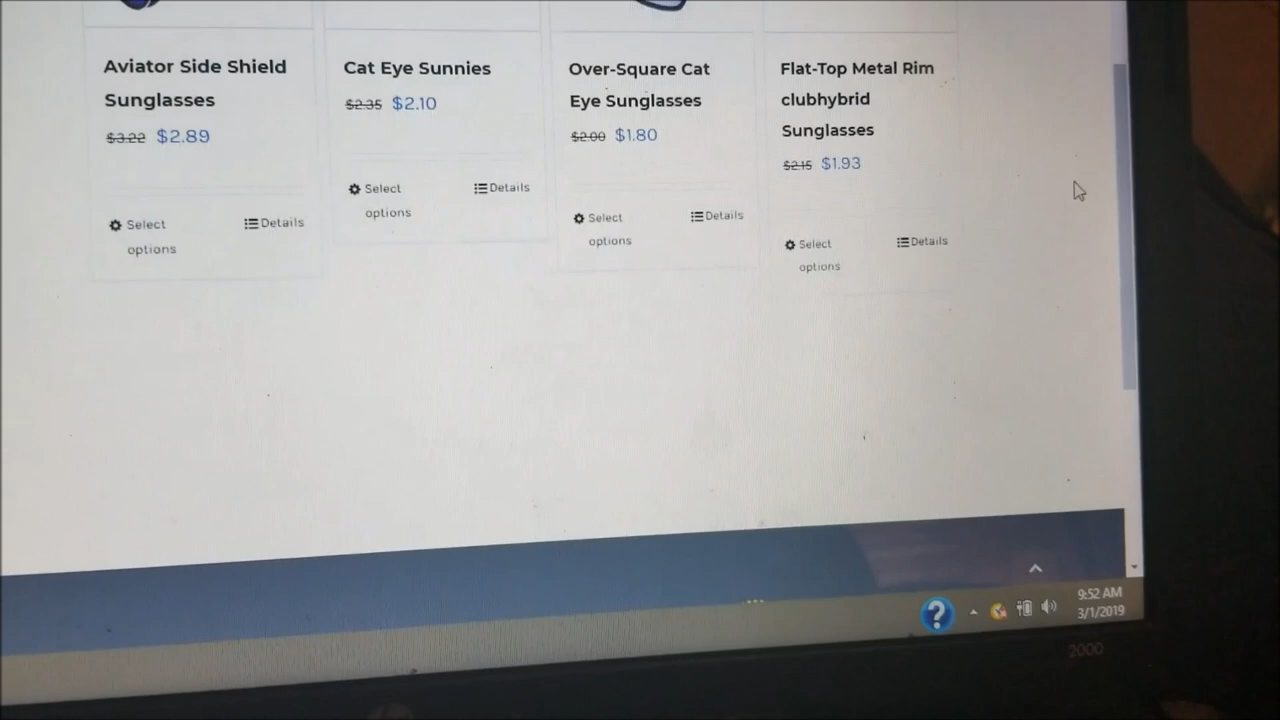 Aviator Side Shield
Sunglasses
$3.22 $2.89
Select
options
Details
Cat Eye Sunnies
$2.35 $2.10
Select
options
Details
Over-Square Cat
Eye Sunglasses
$2.00 $1.80
Select
options
Details
Flat-Top Metal Rim
clubhybrid
Sunglasses
$2.15 $1.93
Select
options
Details
?
9:52 AM
3/1/2019
2000